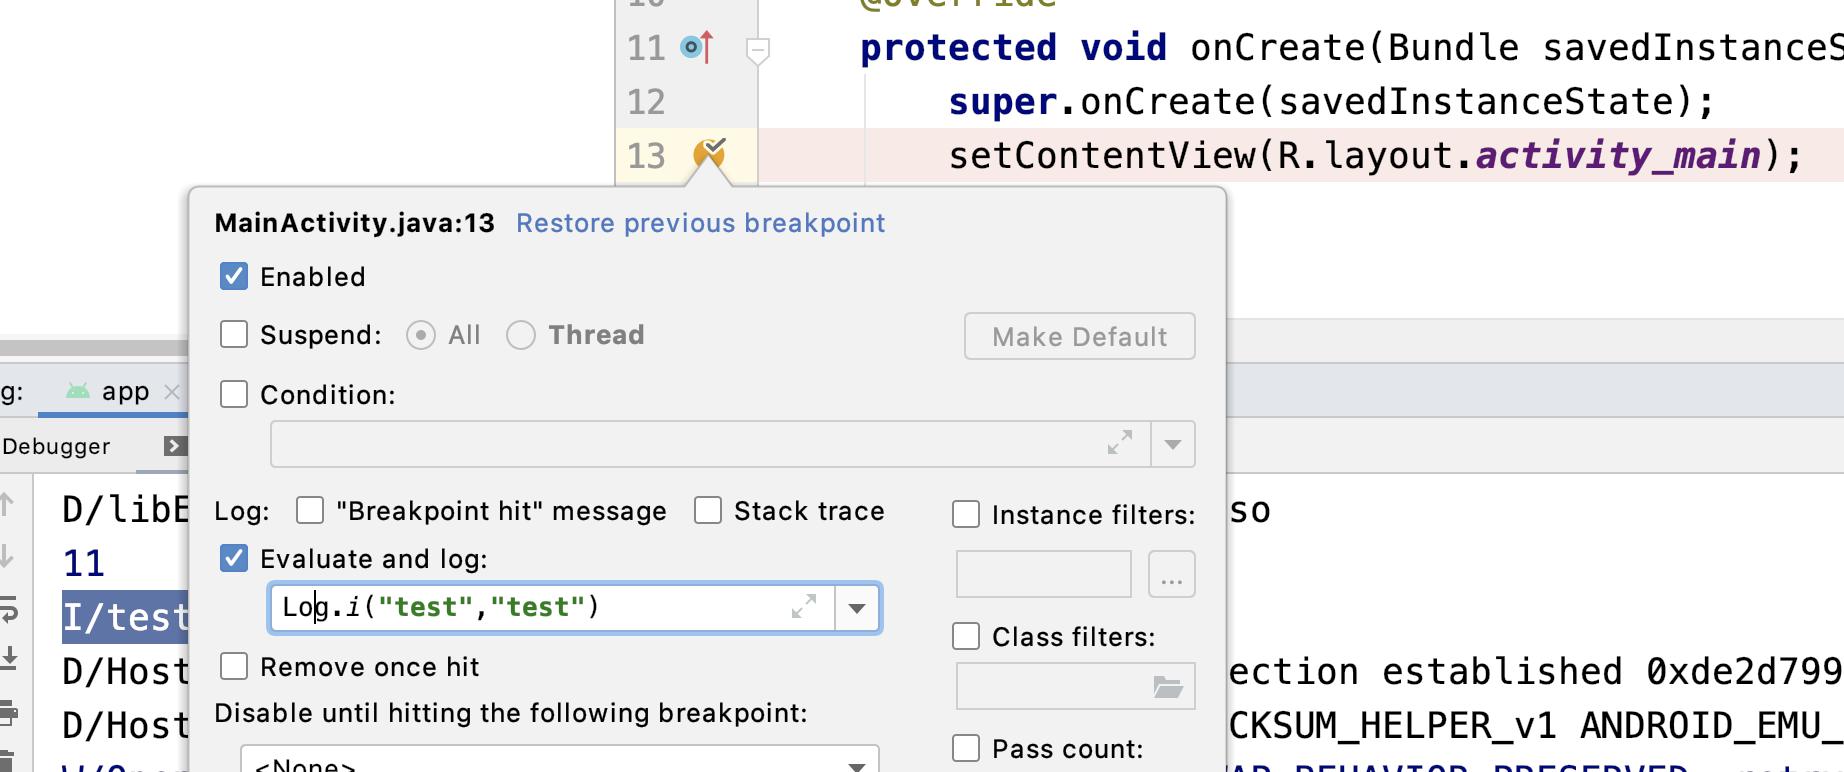 10 @Override
11 protected void onCreate(Bundle savedInstanceS
12 super.onCreate(savedInstanceState);
13 setContentView(R.layout.activity_main);
MainActivity.java:13 Restore previous breakpoint
Enabled
Suspend: All Thread Make Default
g: app
Condition:
Debugger
D/libE so
Log: "Breakpoint hit" message Stack trace Instance filters:
11
Evaluate and log:
...
I/test
Log.i("test","test")
Class filters:
D/Host ection established 0xde2d799
Remove once hit
Disable until hitting the following breakpoint:
D/Host CKSUM_HELPER_v1 ANDROID_EMU_
Pass count:
<None>